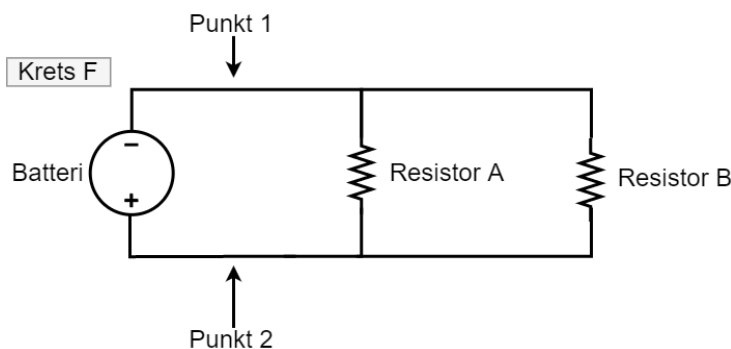 Punkt 1
Krets F
−
Batteri
+
Resistor A
Resistor B
Punkt 2